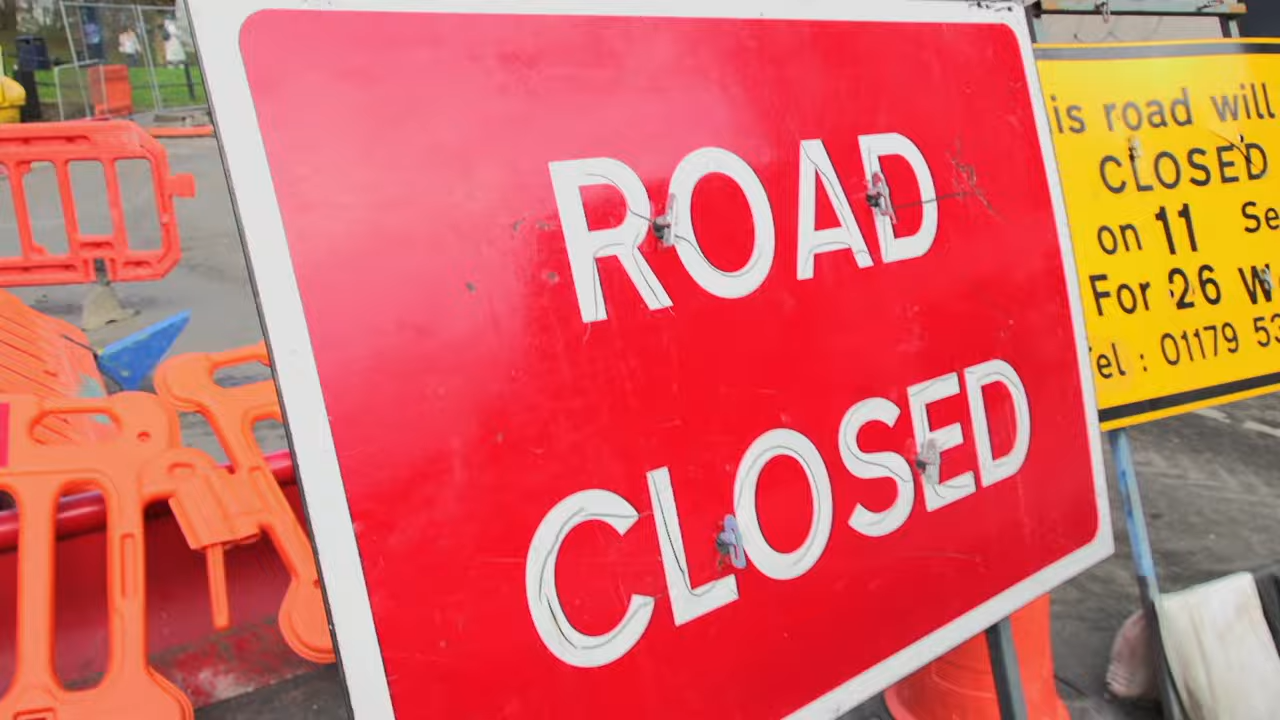 ROAD
CLOSED
is road will
CLOSED
on 11 Se
For 26 W
el : 01179 53